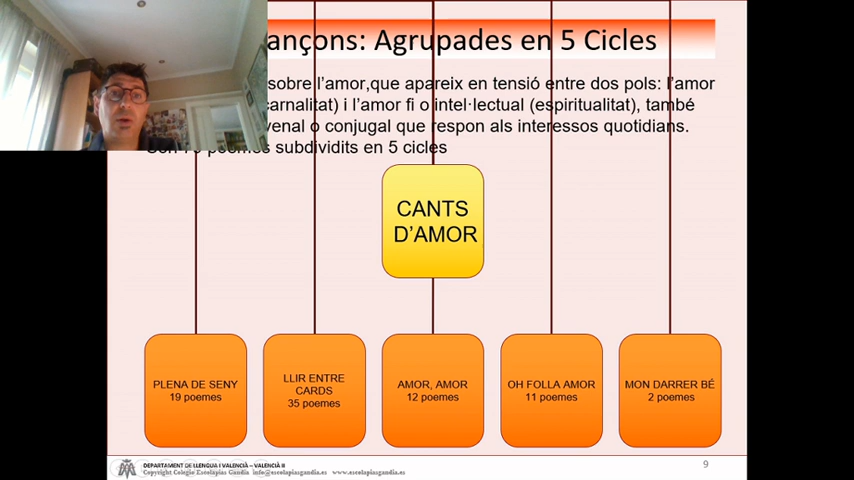 ançons: Agrupades en 5 Cicles
sobre l’amor,que apareix en tensió entre dos pols: l’amor
carnalitat) i l’amor fi o intel·lectual (espiritualitat), també
venal o conjugal que respon als interessos quotidians.
poemes subdividits en 5 cicles
CANTS
D’AMOR
PLENA DE SENY
19 poemes
LLIR ENTRE
CARDS
35 poemes
AMOR, AMOR
12 poemes
OH FOLLA AMOR
11 poemes
MON DARRER BÉ
2 poemes
DEPARTAMENT DE LLENGUA I VALENCIÀ – VALENCIÀ II
Copyright Colegio Escolapias Gandia info@escolapiasgandia.es www.escolapiasgandia.es
9